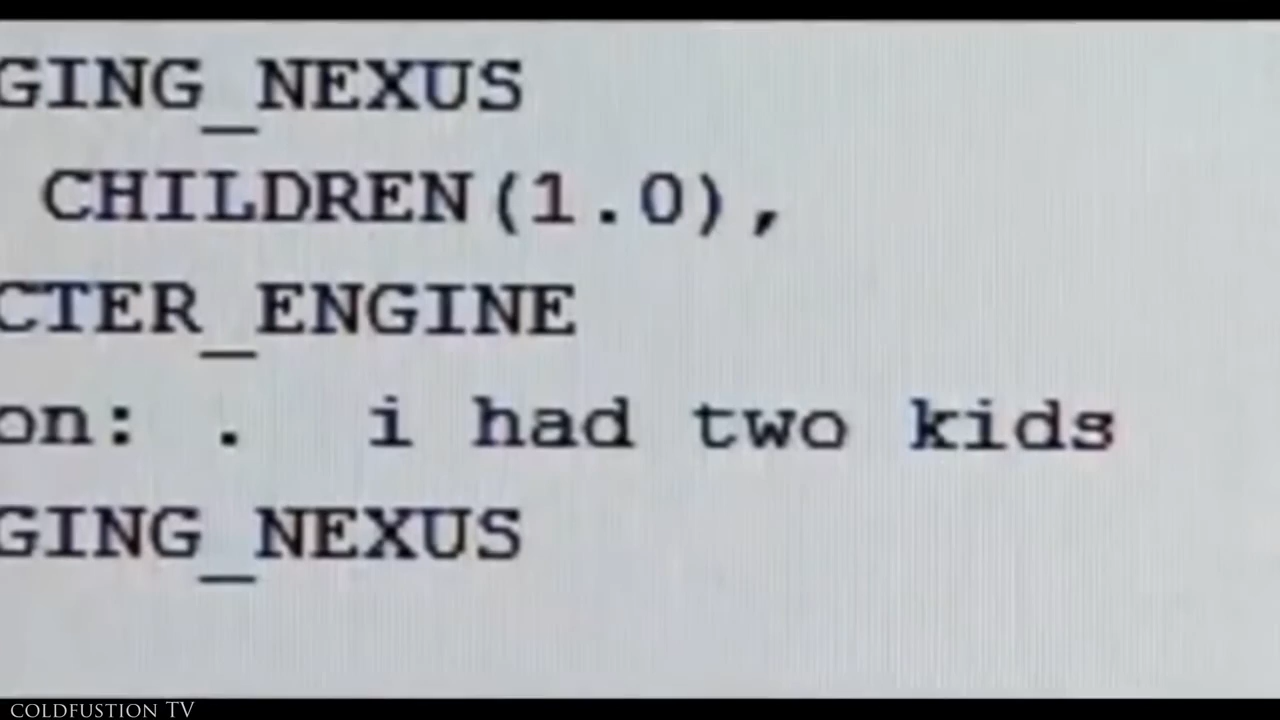 GING_NEXUS
CHILDREN(1.0),
CTER_ENGINE
on: .  i had two kids
GING_NEXUS
COLDFUSTION TV